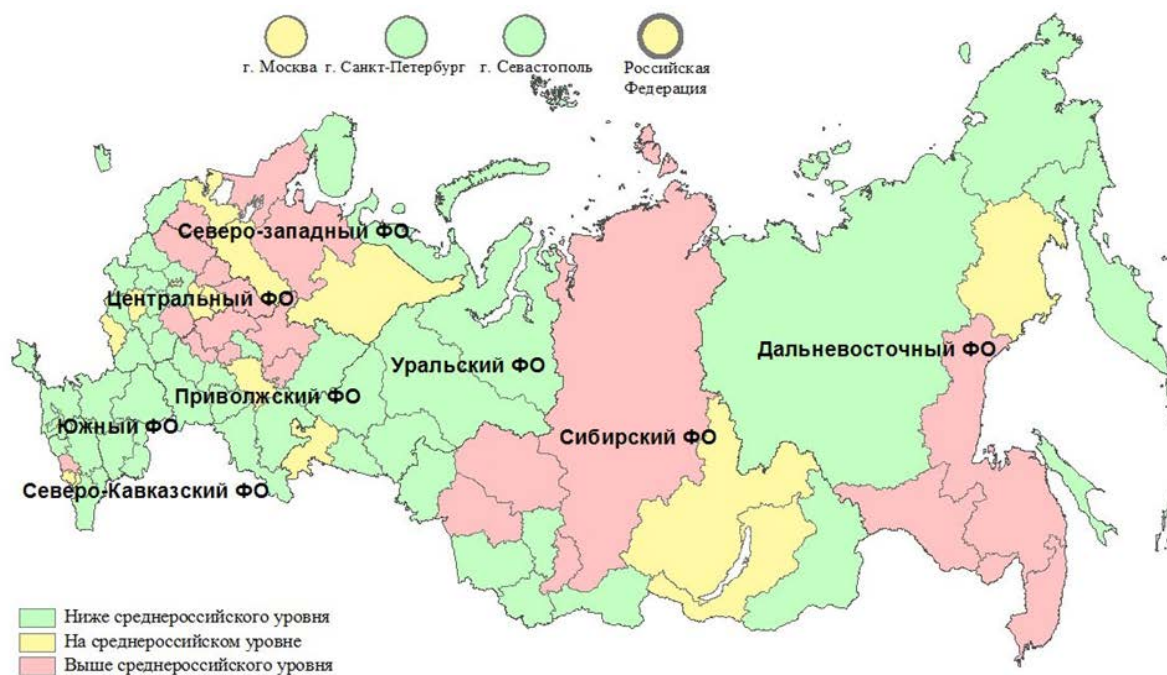 г. Москва г. Санкт-Петербург г. Севастополь Российская
Федерация
Северо-западный ФО
Центральный ФО
Уральский ФО
Дальневосточный ФО
Приволжский ФО
Южный ФО
Сибирский ФО
Северо-Кавказский ФО
Ниже среднероссийского уровня
На среднероссийском уровне
Выше среднероссийского уровня